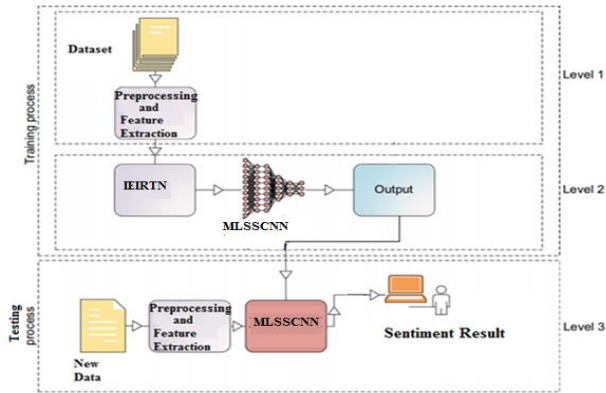 Dataset
Preprocessing
and
Feature
Extraction
Level 1
Training process
IEIRTN
MLSSCNN
Output
Level 2
Testing
process
New
Data
Preprocessing
and
Feature
Extraction
MLSSCNN
Sentiment Result
Level 3